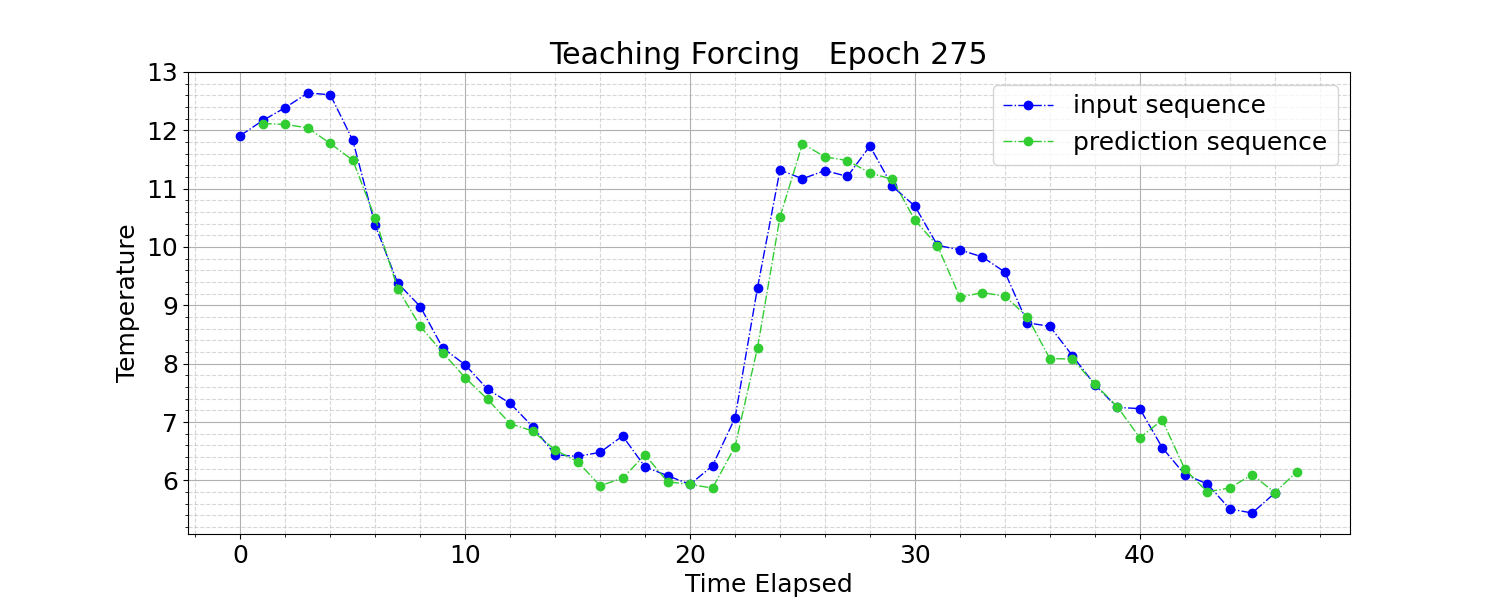 Teaching Forcing   Epoch 275
13
12
11
10
9
8
7
6
Temperature
input sequence
prediction sequence
0 10 20 30 40
Time Elapsed